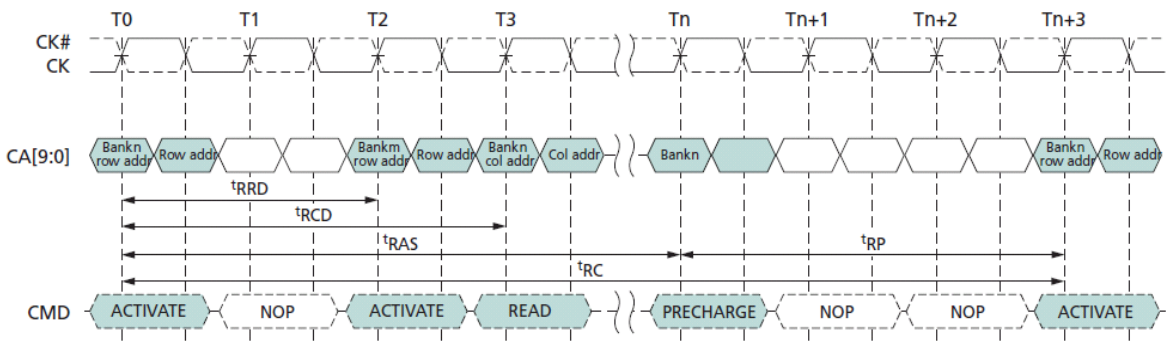 T0 T1 T2 T3 Tn Tn+1 Tn+2 Tn+3
CK#
CK
CA[9:0]
Bankn
row addr
Row addr
Bankm
row addr
Row addr
Bankn
col addr
Col addr
Bankn
Bankn
row addr
Row addr
tRRD
tRCD
tRAS
tRP
tRC
CMD
ACTIVATE
NOP
ACTIVATE
READ
PRECHARGE
NOP
NOP
ACTIVATE